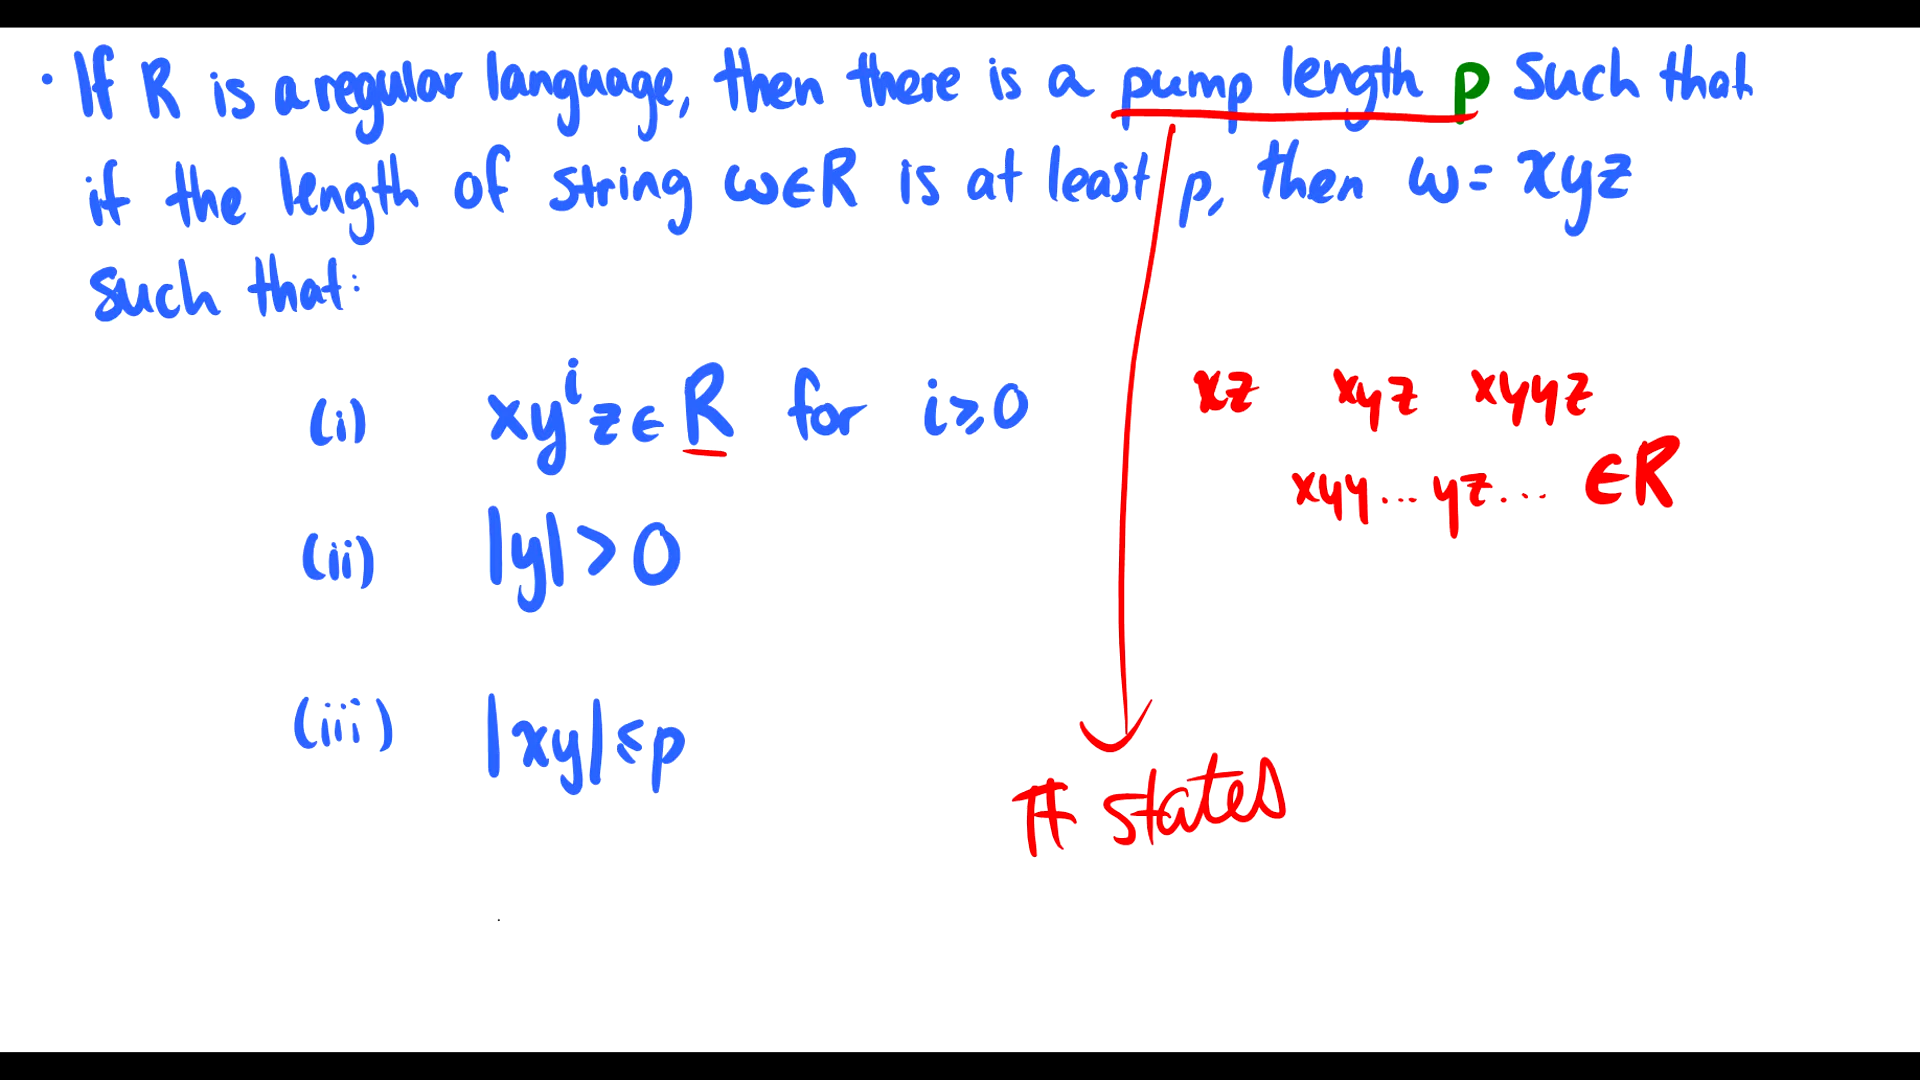 · If R is a regular language, then there is a pump length p such that
if the length of string w∈R is at least p, then w = xyz
such that:
(i) xyⁱz ∈ R for i ⩾ 0
xz xyz xyyz
xyy...yz... ∈R
(ii) |y| > 0
(iii) |xy| ⩽ p
# states